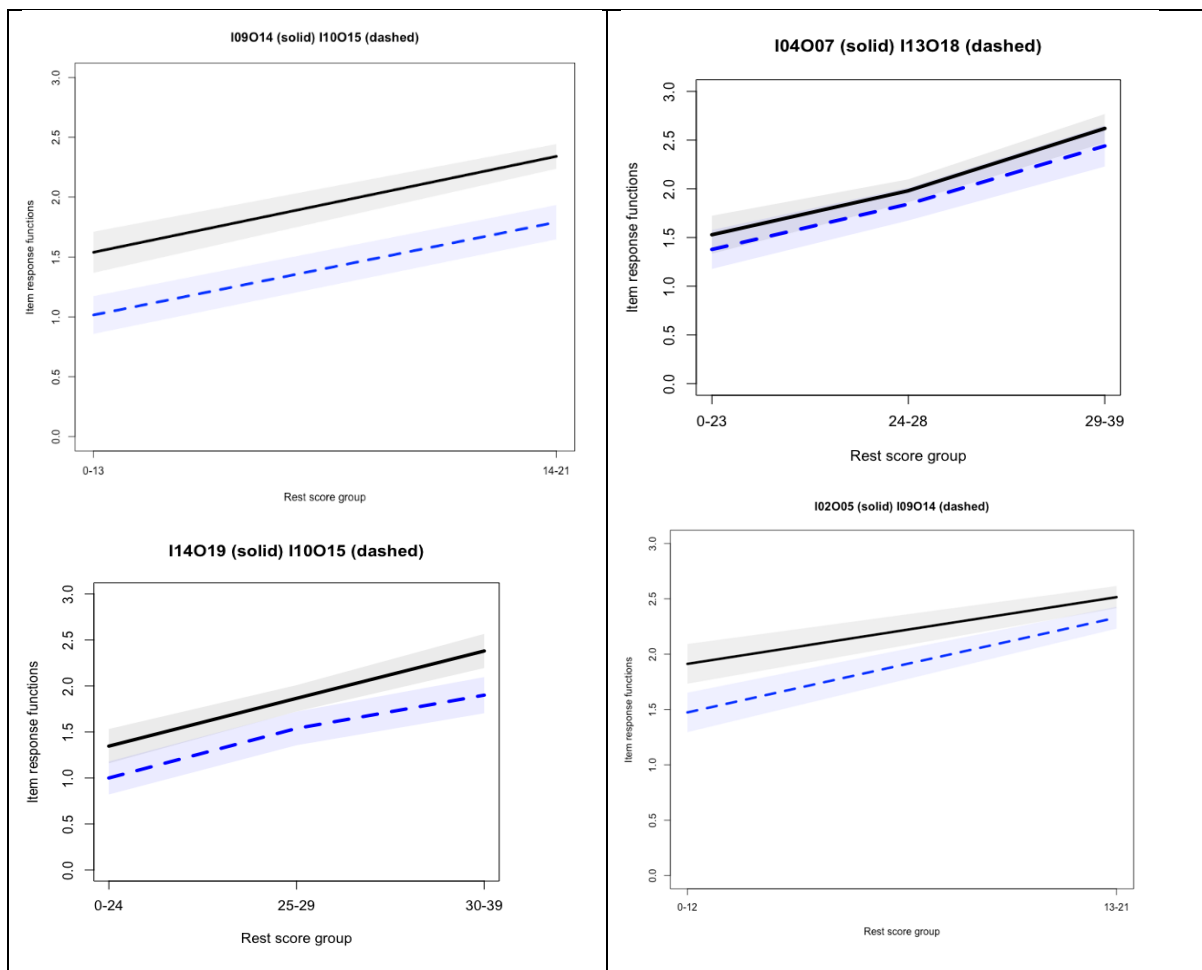 I09O14 (solid) I10O15 (dashed)
Item response functions
3.0
2.5
2.0
1.5
1.0
0.5
0.0
0-13 14-21
Rest score group
I14O19 (solid) I10O15 (dashed)
Item response functions
3.0
2.5
2.0
1.5
1.0
0.5
0.0
0-24 25-29 30-39
Rest score group
I04O07 (solid) I13O18 (dashed)
Item response functions
3.0
2.5
2.0
1.5
1.0
0.5
0.0
0-23 24-28 29-39
Rest score group
I02O05 (solid) I09O14 (dashed)
Item response functions
3.0
2.5
2.0
1.5
1.0
0.5
0.0
0-12 13-21
Rest score group